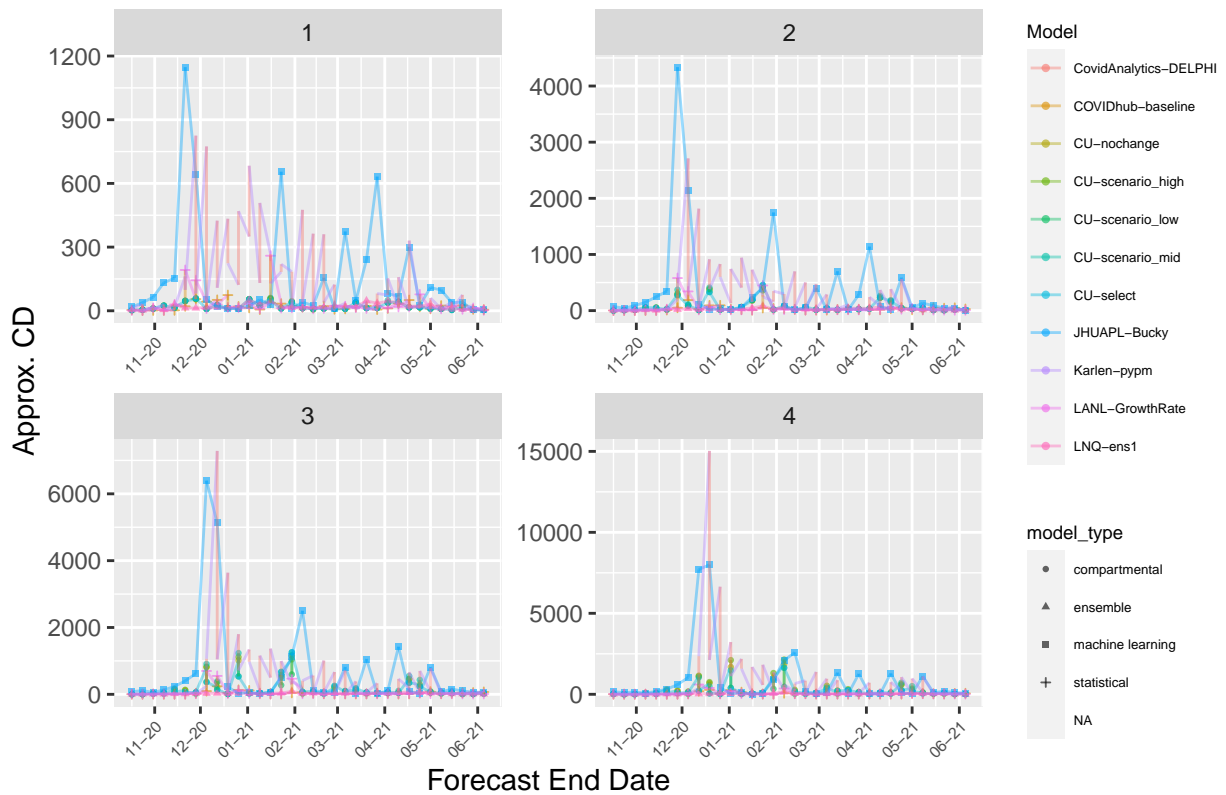 1
2
1200
900
600
300
0
4000
3000
2000
1000
0
11−20
12−20
01−21
02−21
03−21
04−21
05−21
06−21
11−20
12−20
01−21
02−21
03−21
04−21
05−21
06−21
3
4
6000
4000
2000
0
15000
10000
5000
0
11−20
12−20
01−21
02−21
03−21
04−21
05−21
06−21
11−20
12−20
01−21
02−21
03−21
04−21
05−21
06−21
Approx. CD
Forecast End Date
Model
CovidAnalytics−DELPHI
COVIDhub−baseline
CU−nochange
CU−scenario_high
CU−scenario_low
CU−scenario_mid
CU−select
JHUAPL−Bucky
Karlen−pypm
LANL−GrowthRate
LNQ−ens1
model_type
compartmental
ensemble
machine learning
statistical
NA